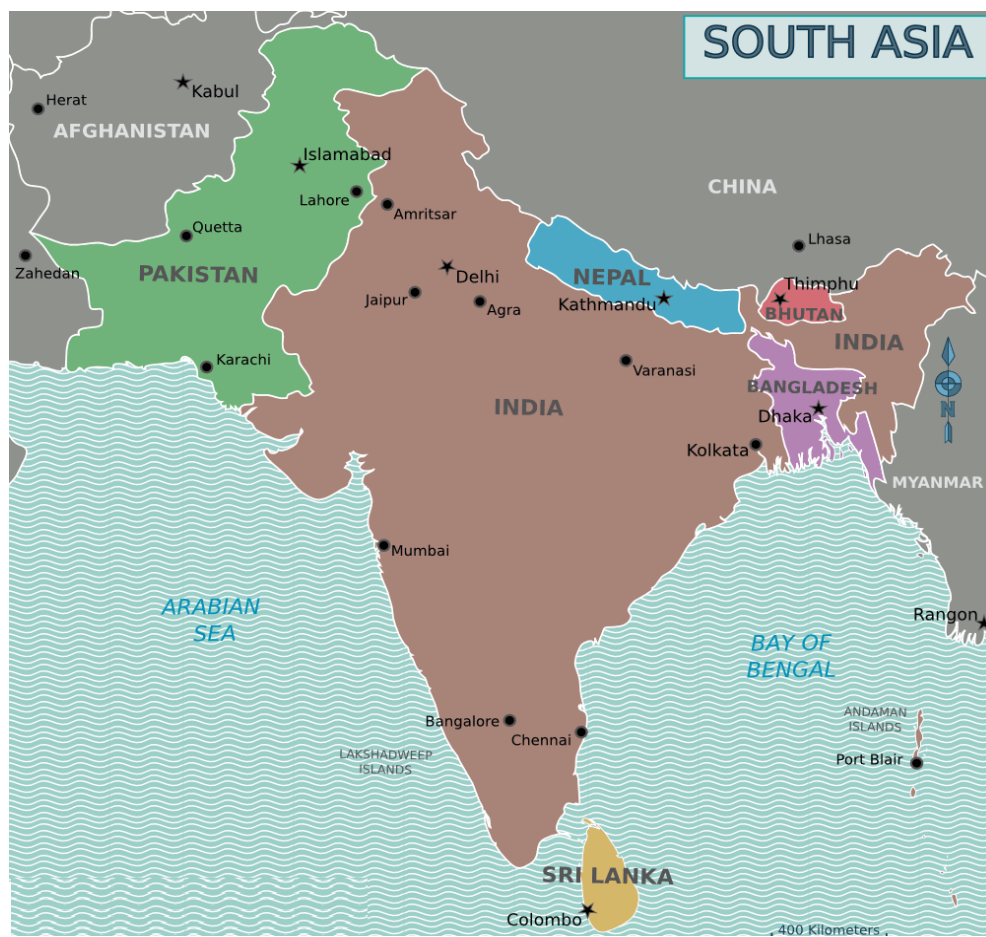 SOUTH ASIA
Kabul
Herat
AFGHANISTAN
Islamabad
CHINA
Lahore
Amritsar
Quetta
Lhasa
Zahedan
PAKISTAN
NEPAL
Delhi
Thimphu
Jaipur
Agra
Kathmandu
BHUTAN
INDIA
Karachi
Varanasi
BANGLADESH
INDIA
N
Dhaka
Kolkata
MYANMAR
Mumbai
ARABIAN
SEA
Rangon
BAY OF
BENGAL
ANDAMAN
ISLANDS
Bangalore
Chennai
LAKSHADWEEP
ISLANDS
Port Blair
SRI LANKA
Colombo
400 Kilometers